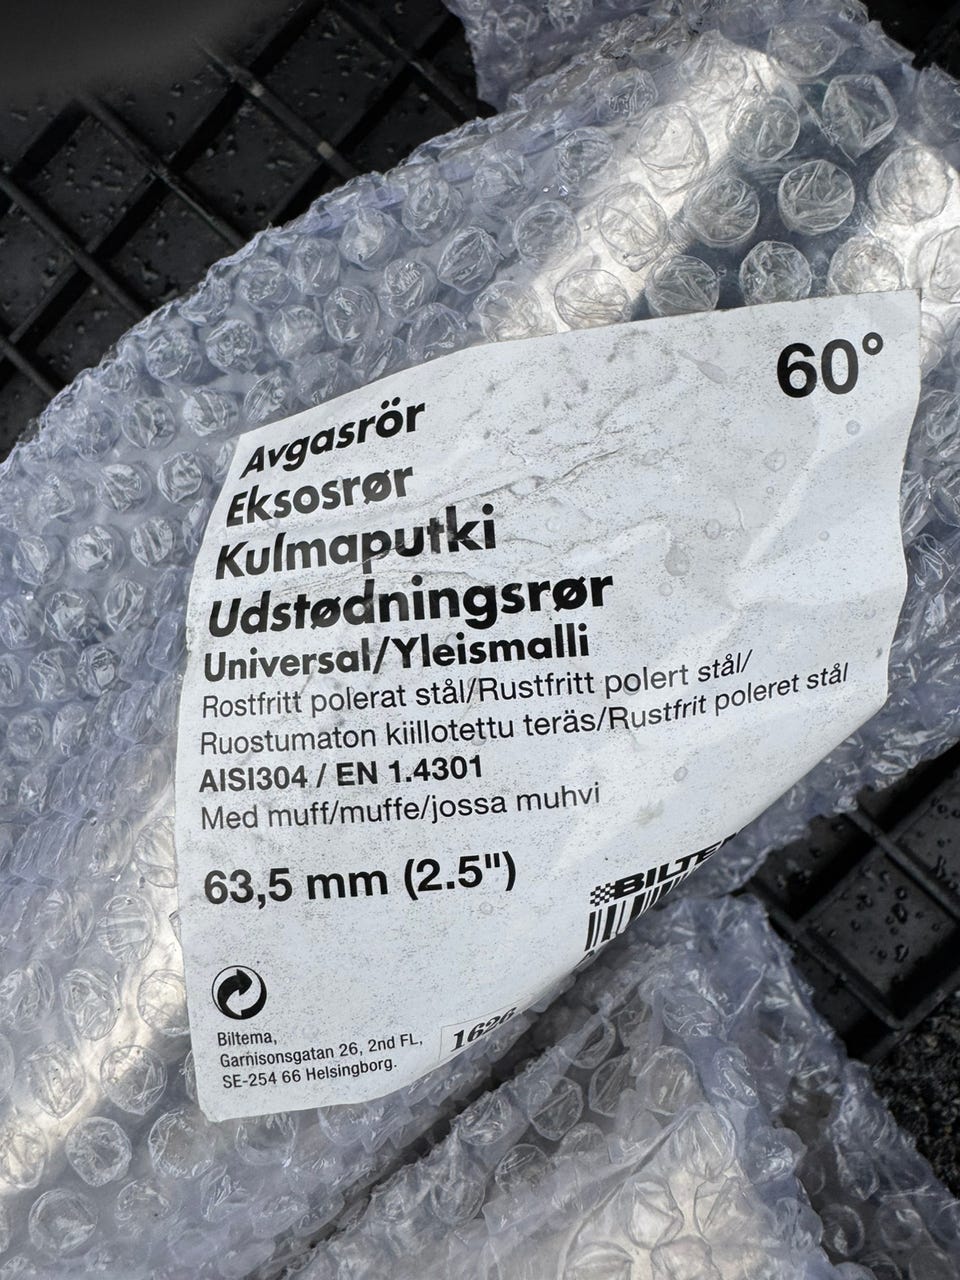 60°
Avgasrör
Eksosrør
Kulmaputki
Udstødningsrør
Universal/Yleismalli
Rostfritt polerat stål/Rustfritt polert stål/
Ruostumaton kiillotettu teräs/Rustfrit poleret stål
AISI304 / EN 1.4301
Med muff/muffe/jossa muhvi
63,5 mm (2.5")
BILTE
Biltema,
Garnisonsgatan 26, 2nd FL,
SE-254 66 Helsingborg.
1626